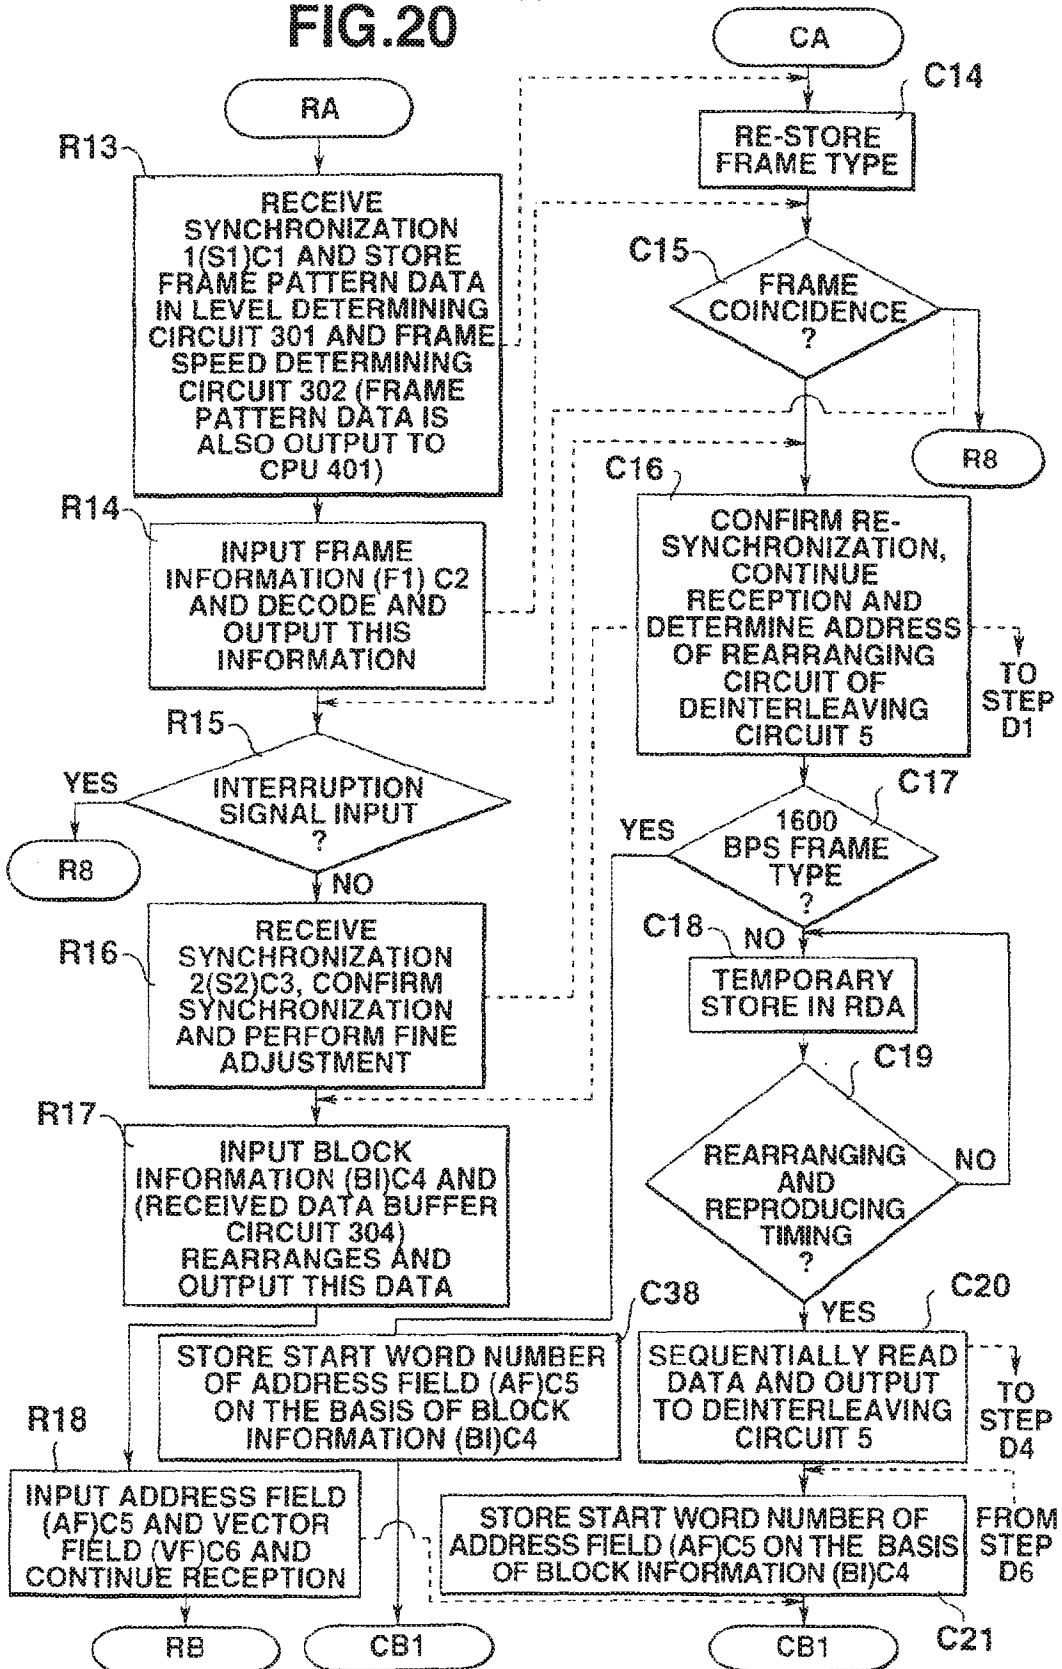 FIG.20
RA
R13
RECEIVE
SYNCHRONIZATION
1(S1)C1 AND STORE
FRAME PATTERN DATA
IN LEVEL DETERMINING
CIRCUIT 301 AND FRAME
SPEED DETERMINING
CIRCUIT 302 (FRAME
PATTERN DATA IS
ALSO OUTPUT TO
CPU 401)
R14
INPUT FRAME
INFORMATION (F1) C2
AND DECODE AND
OUTPUT THIS
INFORMATION
R15
YES
INTERRUPTION
SIGNAL INPUT
?
R8
NO
R16
RECEIVE
SYNCHRONIZATION
2(S2)C3, CONFIRM
SYNCHRONIZATION
AND PERFORM FINE
ADJUSTMENT
R17
INPUT BLOCK
INFORMATION (BI)C4 AND
(RECEIVED DATA BUFFER
CIRCUIT 304)
REARRANGES AND
OUTPUT THIS DATA
R18
INPUT ADDRESS FIELD
(AF)C5 AND VECTOR
FIELD (VF)C6 AND
CONTINUE RECEPTION
RB
CA
C14
RE-STORE
FRAME TYPE
C15
FRAME
COINCIDENCE
?
R8
C16
CONFIRM RE-
SYNCHRONIZATION,
CONTINUE
RECEPTION AND
DETERMINE ADDRESS
OF REARRANGING
CIRCUIT OF
DEINTERLEAVING
CIRCUIT 5
TO
STEP
D1
C17
YES
1600
BPS FRAME
TYPE
?
C18
NO
TEMPORARY
STORE IN RDA
C19
REARRANGING
AND
REPRODUCING
TIMING
?
NO
YES
C38
STORE START WORD NUMBER
OF ADDRESS FIELD (AF)C5
ON THE BASIS OF BLOCK
INFORMATION (BI)C4
CB1
C20
SEQUENTIALLY READ
DATA AND OUTPUT
TO DEINTERLEAVING
CIRCUIT 5
TO
STEP
D4
STORE START WORD NUMBER OF
ADDRESS FIELD (AF)C5 ON THE BASIS
OF BLOCK INFORMATION (BI)C4
FROM
STEP
D6
C21
CB1